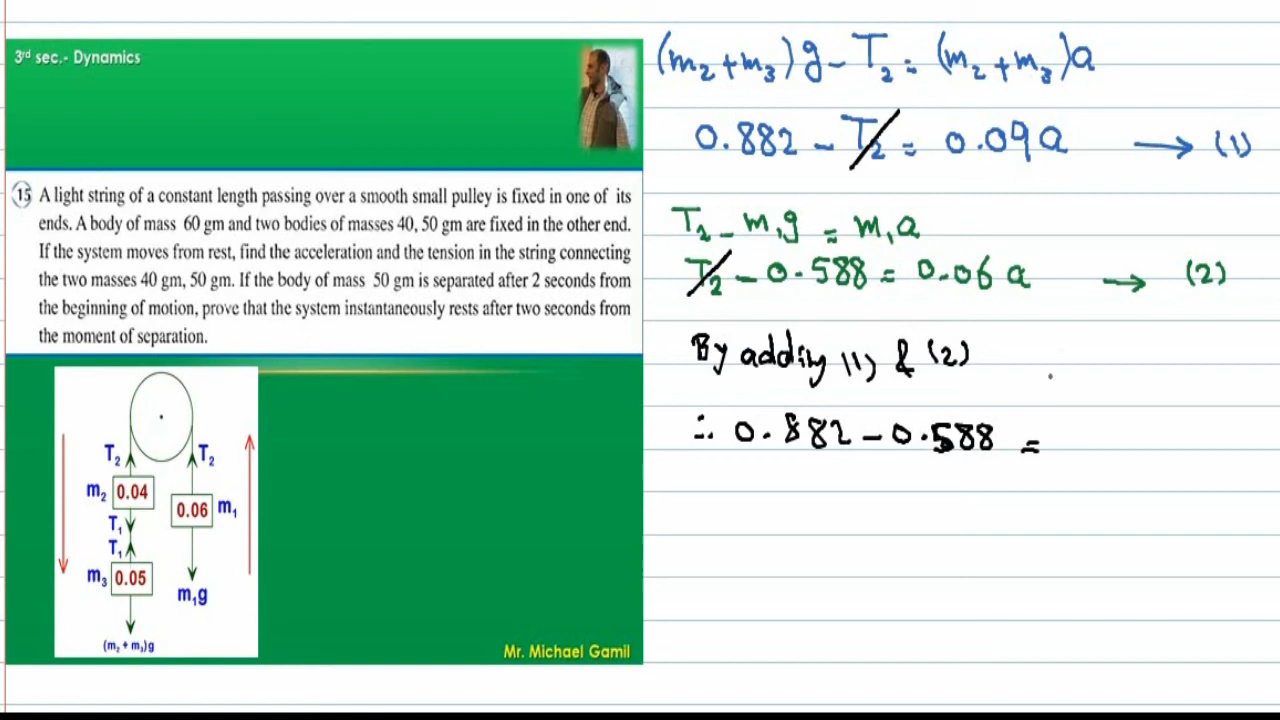 3rd sec.- Dynamics
15 A light string of a constant length passing over a smooth small pulley is fixed in one of its
ends. A body of mass 60 gm and two bodies of masses 40, 50 gm are fixed in the other end.
If the system moves from rest, find the acceleration and the tension in the string connecting
the two masses 40 gm, 50 gm. If the body of mass 50 gm is separated after 2 seconds from
the beginning of motion, prove that the system instantaneously rests after two seconds from
the moment of separation.
T₂ T₂
m₂ 0.04
0.06 m₁
T₁
T₁
m₃ 0.05
m₁g
(m₂ + m₃)g
Mr. Michael Gamil
(m₂ + m₃)g - T₂ = (m₂ + m₃)a
0.882 - T₂ = 0.09a → (1)
T₂ - m₁g = m₁a
T₂ - 0.588 = 0.06a → (2)
By adding (1) & (2)
∴ 0.882 - 0.588 =